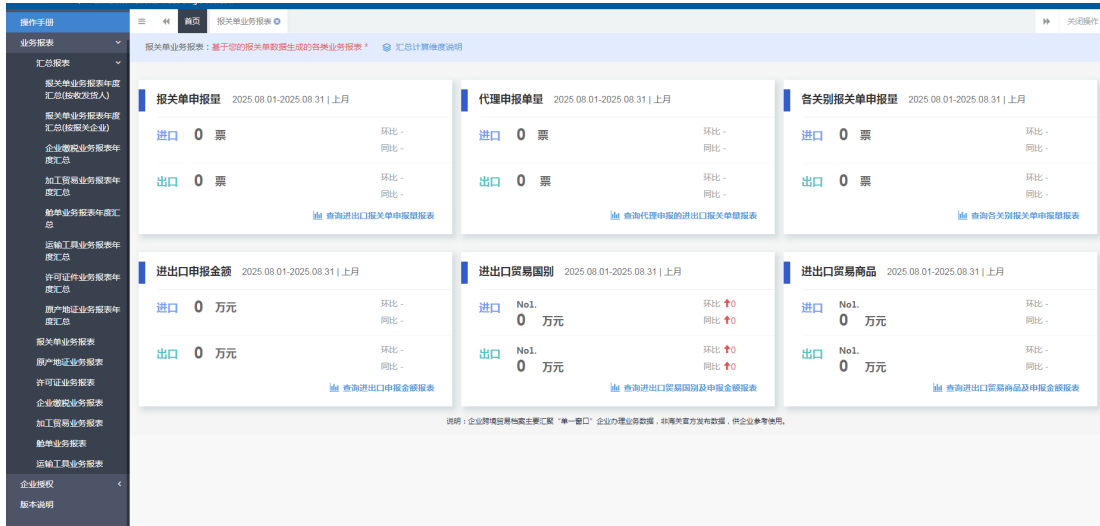 操作手册
首页
报关单业务报表
关闭操作
业务报表
汇总报表
报关单业务报表年度
汇总(按收发货人)
报关单业务报表年度
汇总(按报关企业)
企业缴税业务报表年
度汇总
加工贸易业务报表年
度汇总
舱单业务报表年度汇
总
运输工具业务报表年
度汇总
许可证件业务报表年
度汇总
原产地证业务报表年
度汇总
报关单业务报表
原产地证业务报表
许可证业务报表
企业缴税业务报表
加工贸易业务报表
舱单业务报表
运输工具业务报表
企业授权
版本说明
报关单业务报表：基于您的报关单数据生成的各类业务报表 *
汇总计算维度说明
报关单申报量 2025.08.01-2025.08.31 | 上月
进口 0 票
环比 -
同比 -
出口 0 票
环比 -
同比 -
查询进出口报关单申报量报表
代理申报单量 2025.08.01-2025.08.31 | 上月
进口 0 票
环比 -
同比 -
出口 0 票
环比 -
同比 -
查询代理申报的进出口报关单量报表
各关别报关单申报量 2025.08.01-2025.08.31 | 上月
进口 0 票
环比 -
同比 -
出口 0 票
环比 -
同比 -
查询各关别报关单申报量报表
进出口申报金额 2025.08.01-2025.08.31 | 上月
进口 0 万元
环比 -
同比 -
出口 0 万元
环比 -
同比 -
查询进出口申报金额报表
进出口贸易国别 2025.08.01-2025.08.31 | 上月
进口 No1.
0 万元
环比 ↑0
同比 ↑0
出口 No1.
0 万元
环比 ↑0
同比 ↑0
查询进出口贸易国别及申报金额报表
进出口贸易商品 2025.08.01-2025.08.31 | 上月
进口 No1.
0 万元
环比 -
同比 -
出口 No1.
0 万元
环比 -
同比 -
查询进出口贸易商品及申报金额报表
说明：企业跨境贸易档案主要汇聚“单一窗口”企业办理业务数据，非海关官方发布数据，供企业参考使用。